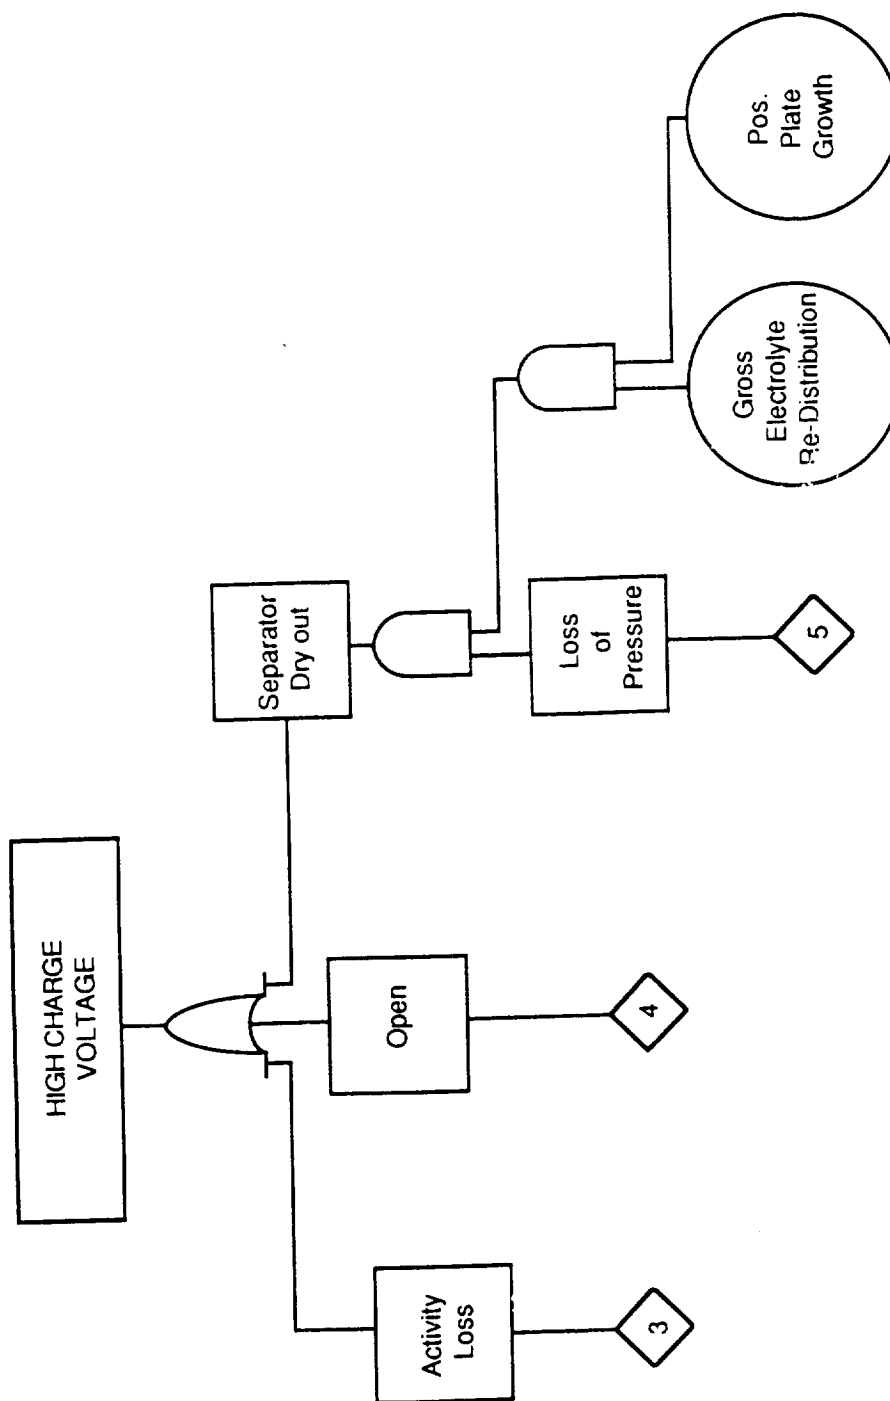 HIGH CHARGE
VOLTAGE
Activity
Loss
3
Open
4
Separator
Dry out
Loss
of
Pressure
5
Gross
Electrolyte
Re-Distribution
Pos.
Plate
Growth